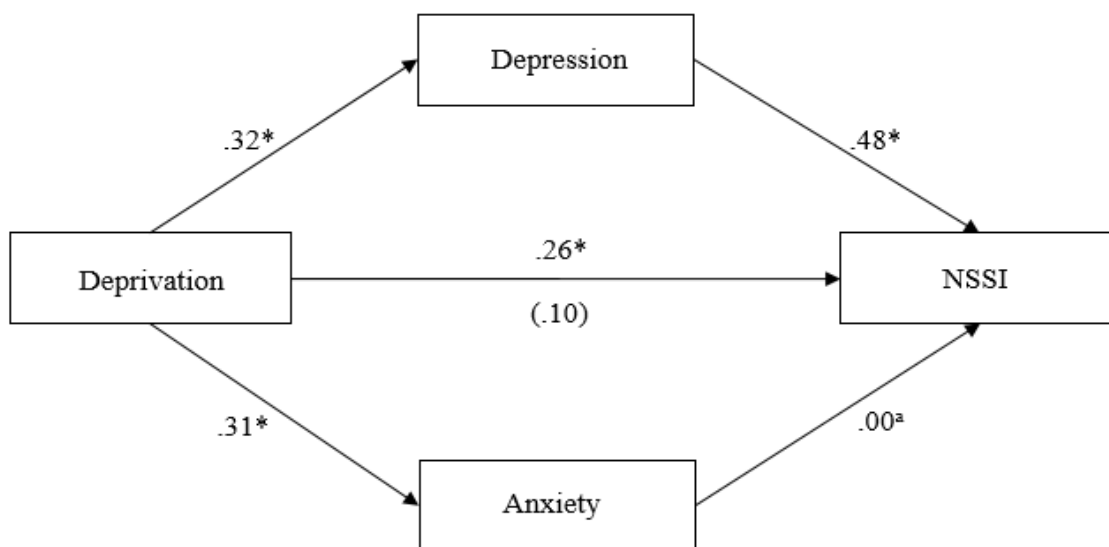 Depression
.32*
.48*
.26*
Deprivation
NSSI
(.10)
.31*
.00ᵃ
Anxiety